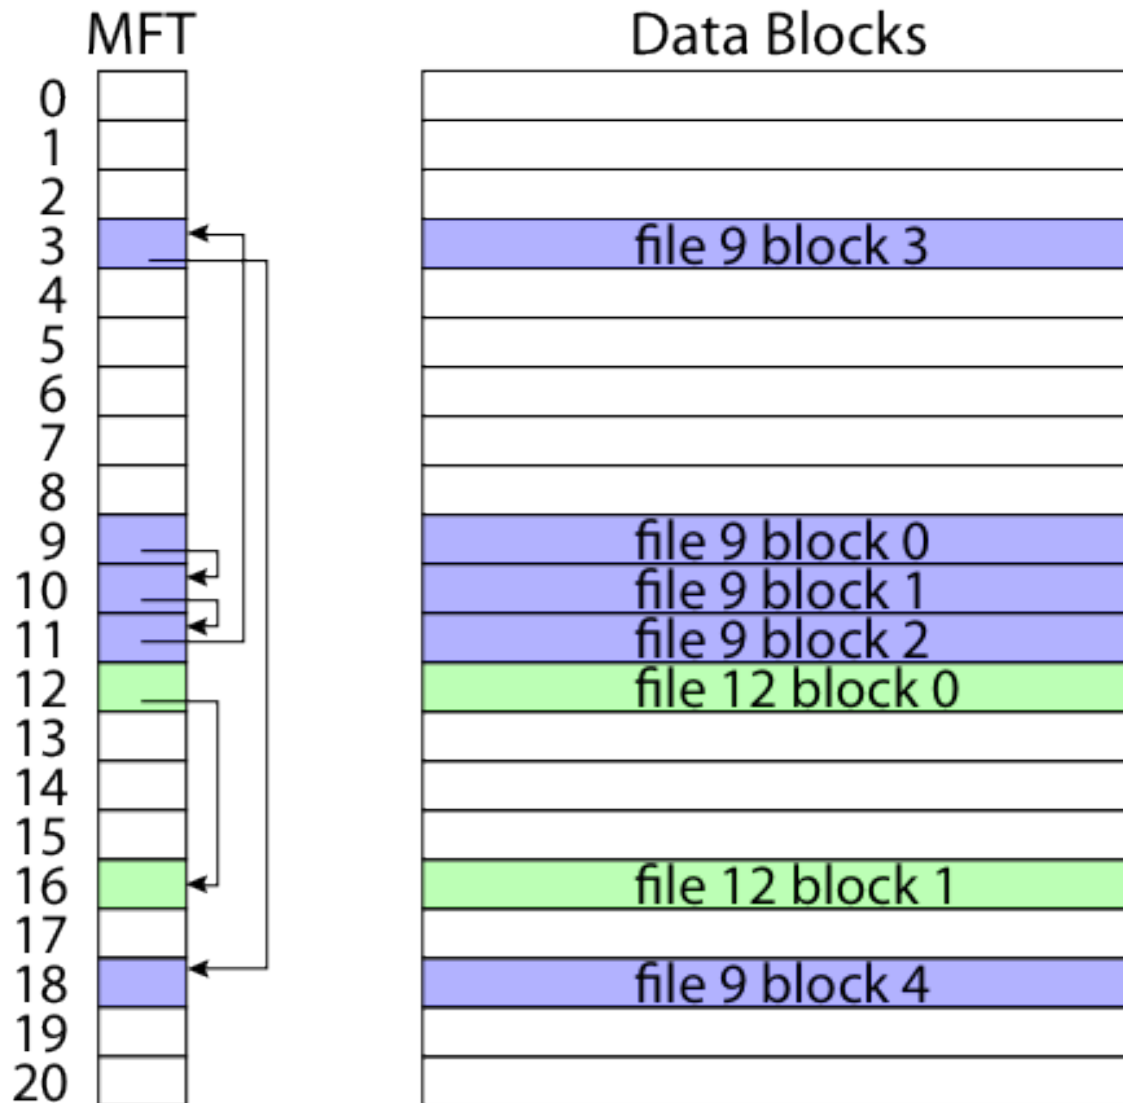 MFT Data Blocks
0
1
2
3 file 9 block 3
4
5
6
7
8
9 file 9 block 0
10 file 9 block 1
11 file 9 block 2
12 file 12 block 0
13
14
15
16 file 12 block 1
17
18 file 9 block 4
19
20